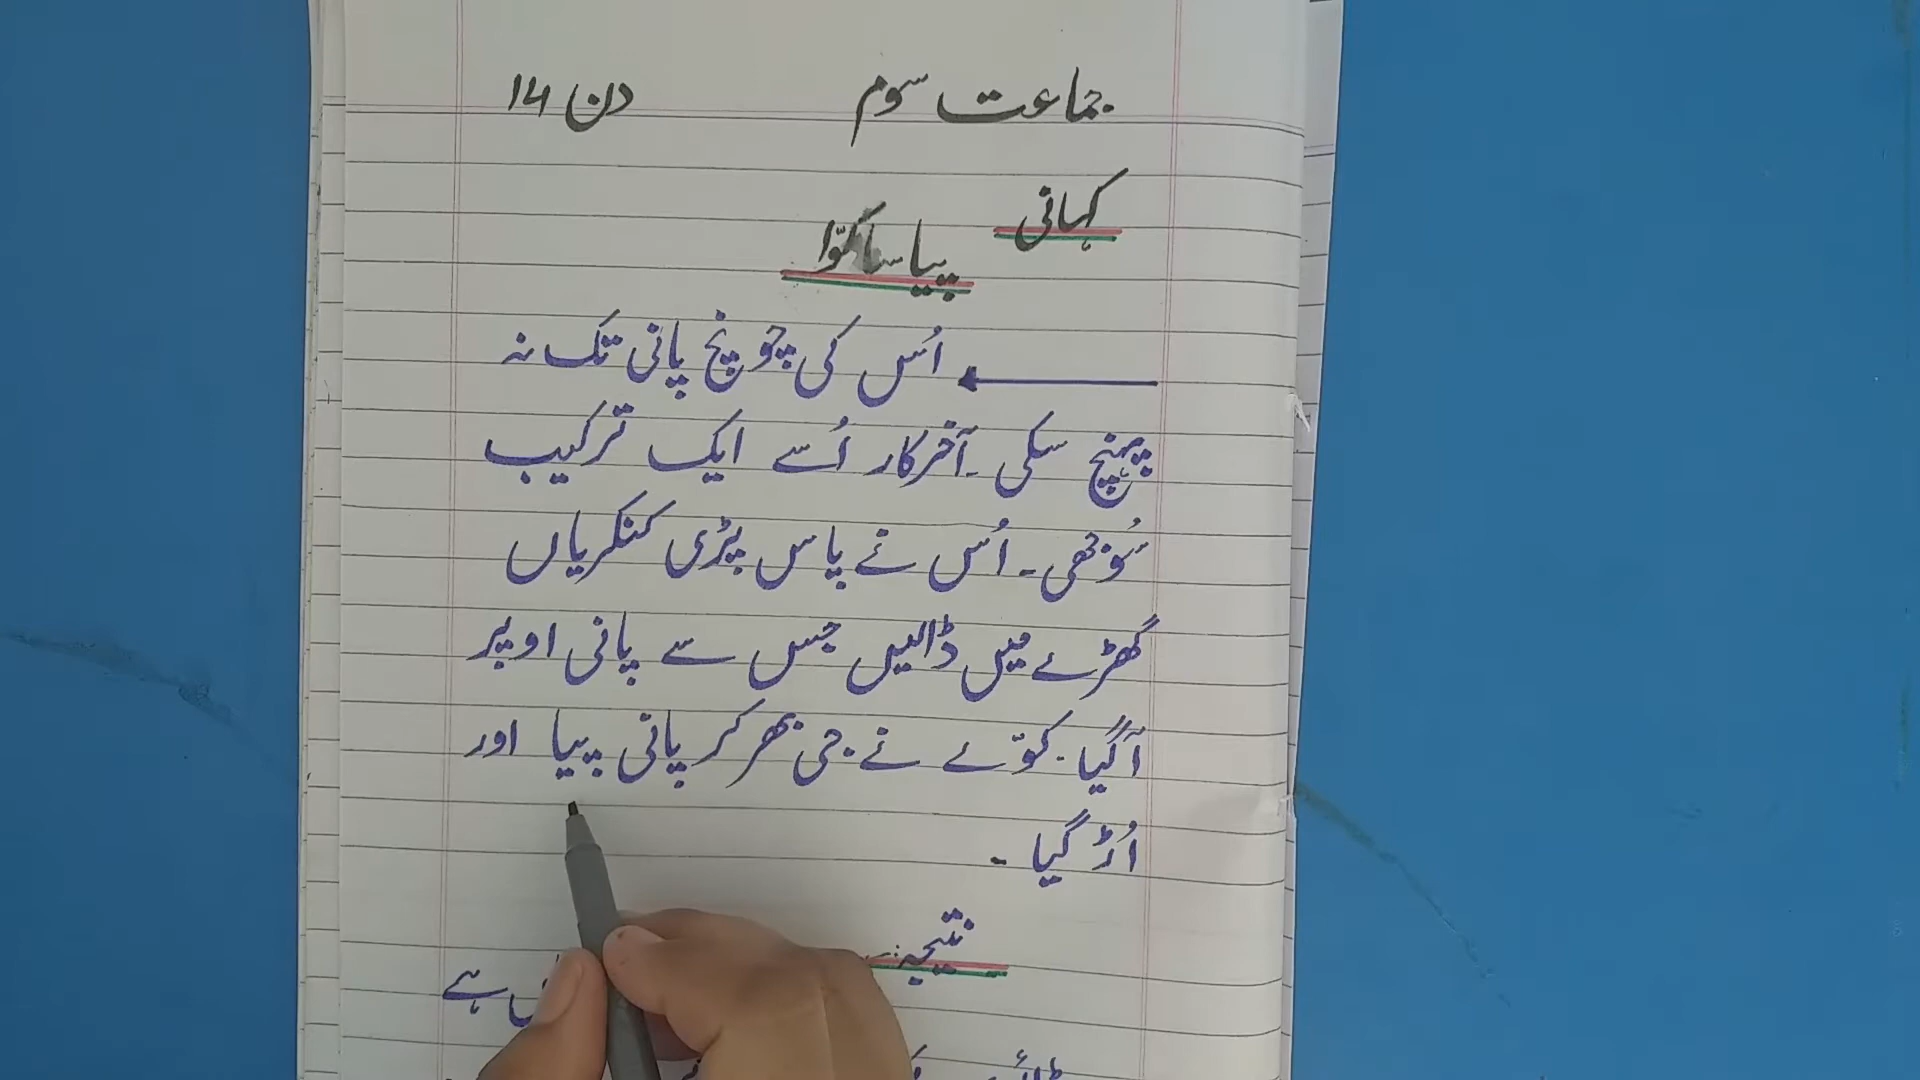 جماعت سوم دن ۱۴
کہانی
پیاسا کوّا
اُس کی چونچ پانی تک نہ
پہنچ سکی ۔ آخرکار اُسے ایک ترکیب
سُوجھی ۔ اُس نے پاس پڑی کنکریاں
گھڑے میں ڈالیں جس سے پانی اوپر
آگیا ۔ کوّے نے جی بھر کر پانی پیا اور
اُڑ گیا ۔
نتیجہ:
ہے